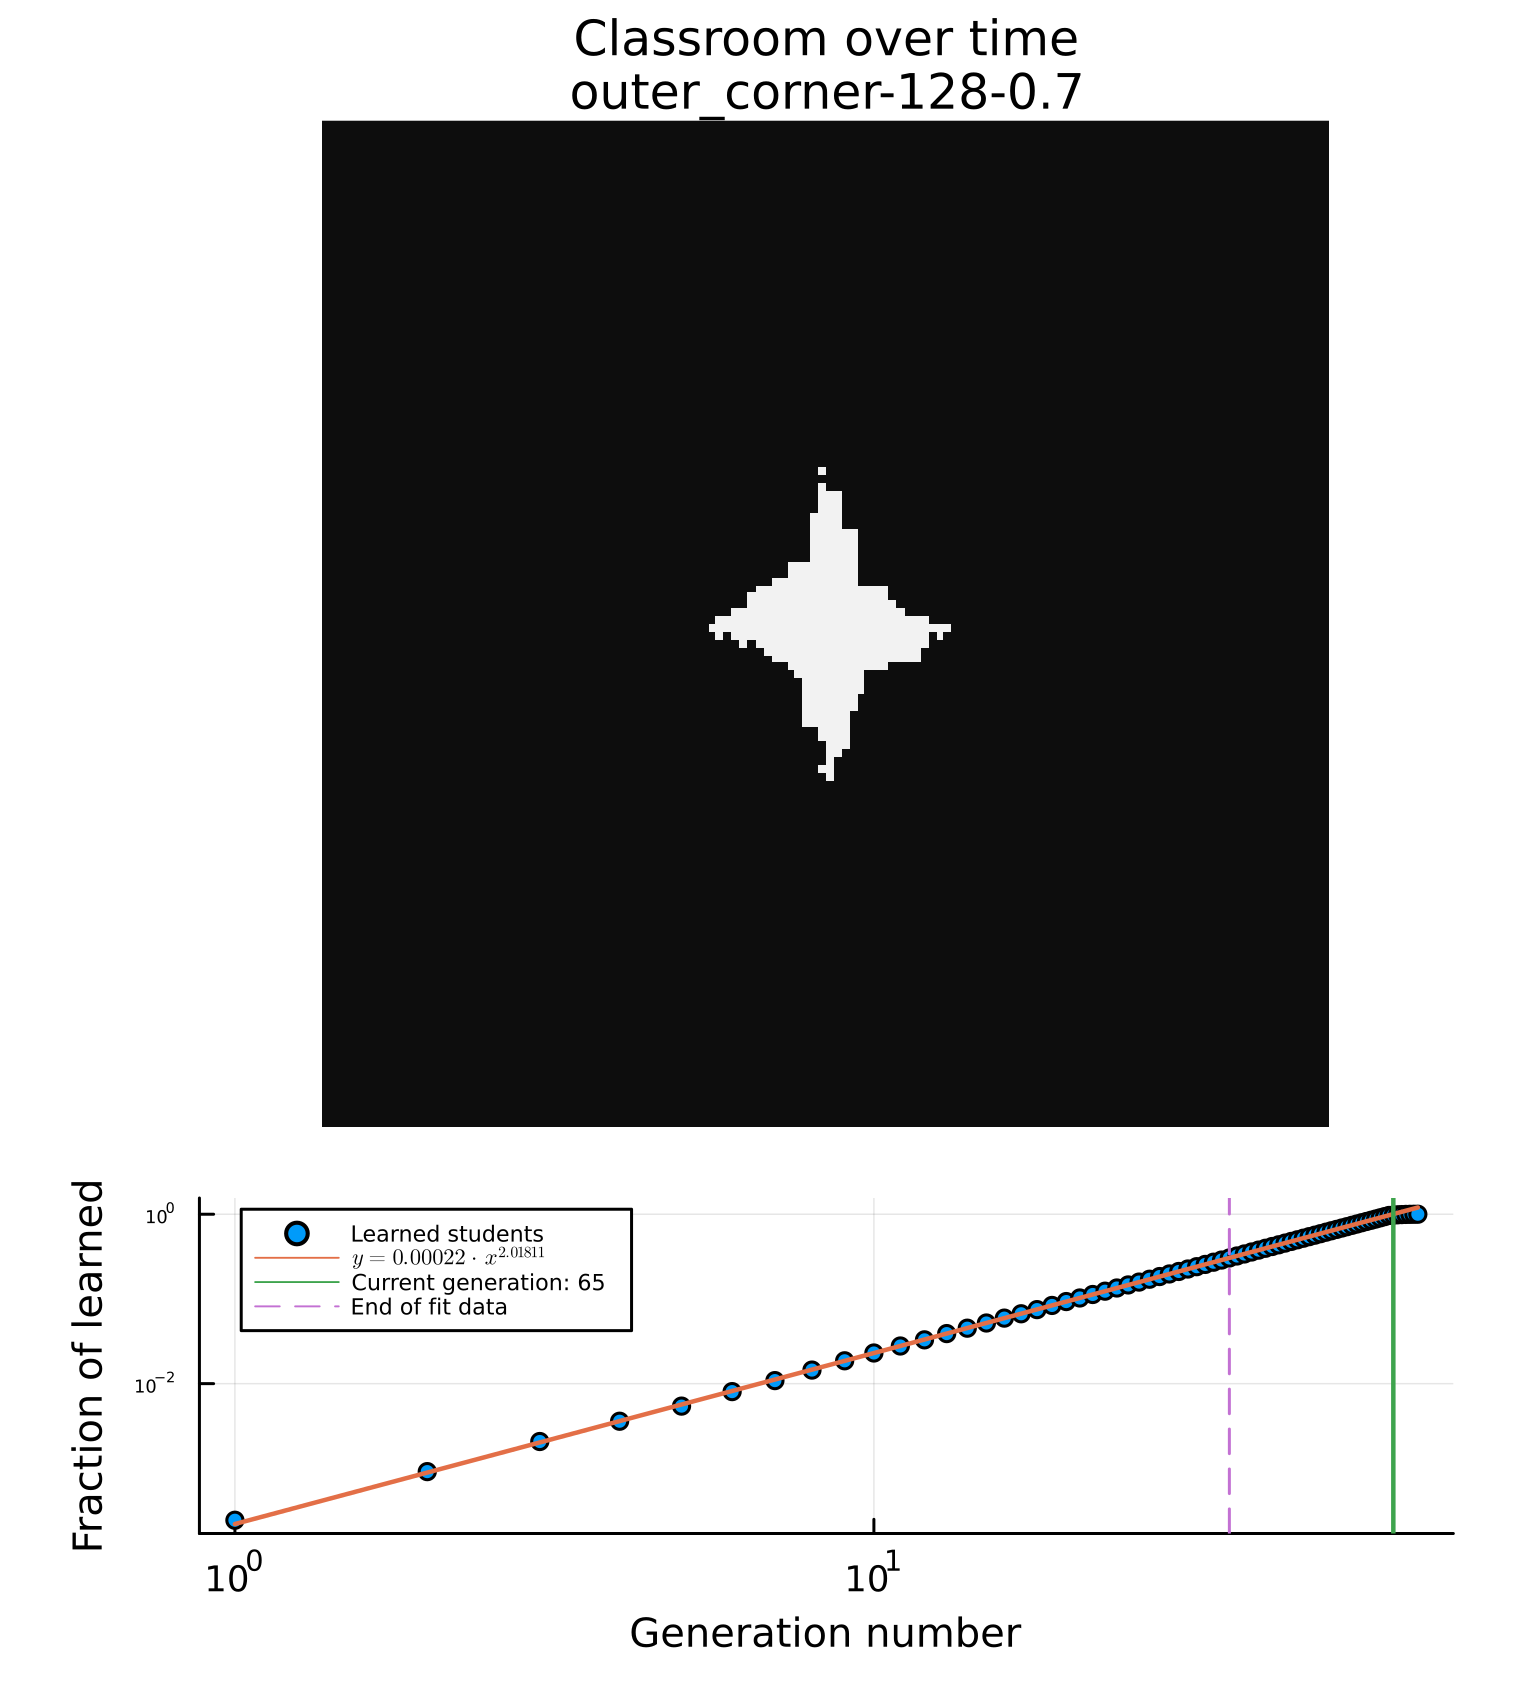 Classroom over time
outer_corner-128-0.7
Fraction of learned
10^0
10^-2
Learned students
y = 0.00022 · x^2.01811
Current generation: 65
End of fit data
10^0
10^1
Generation number